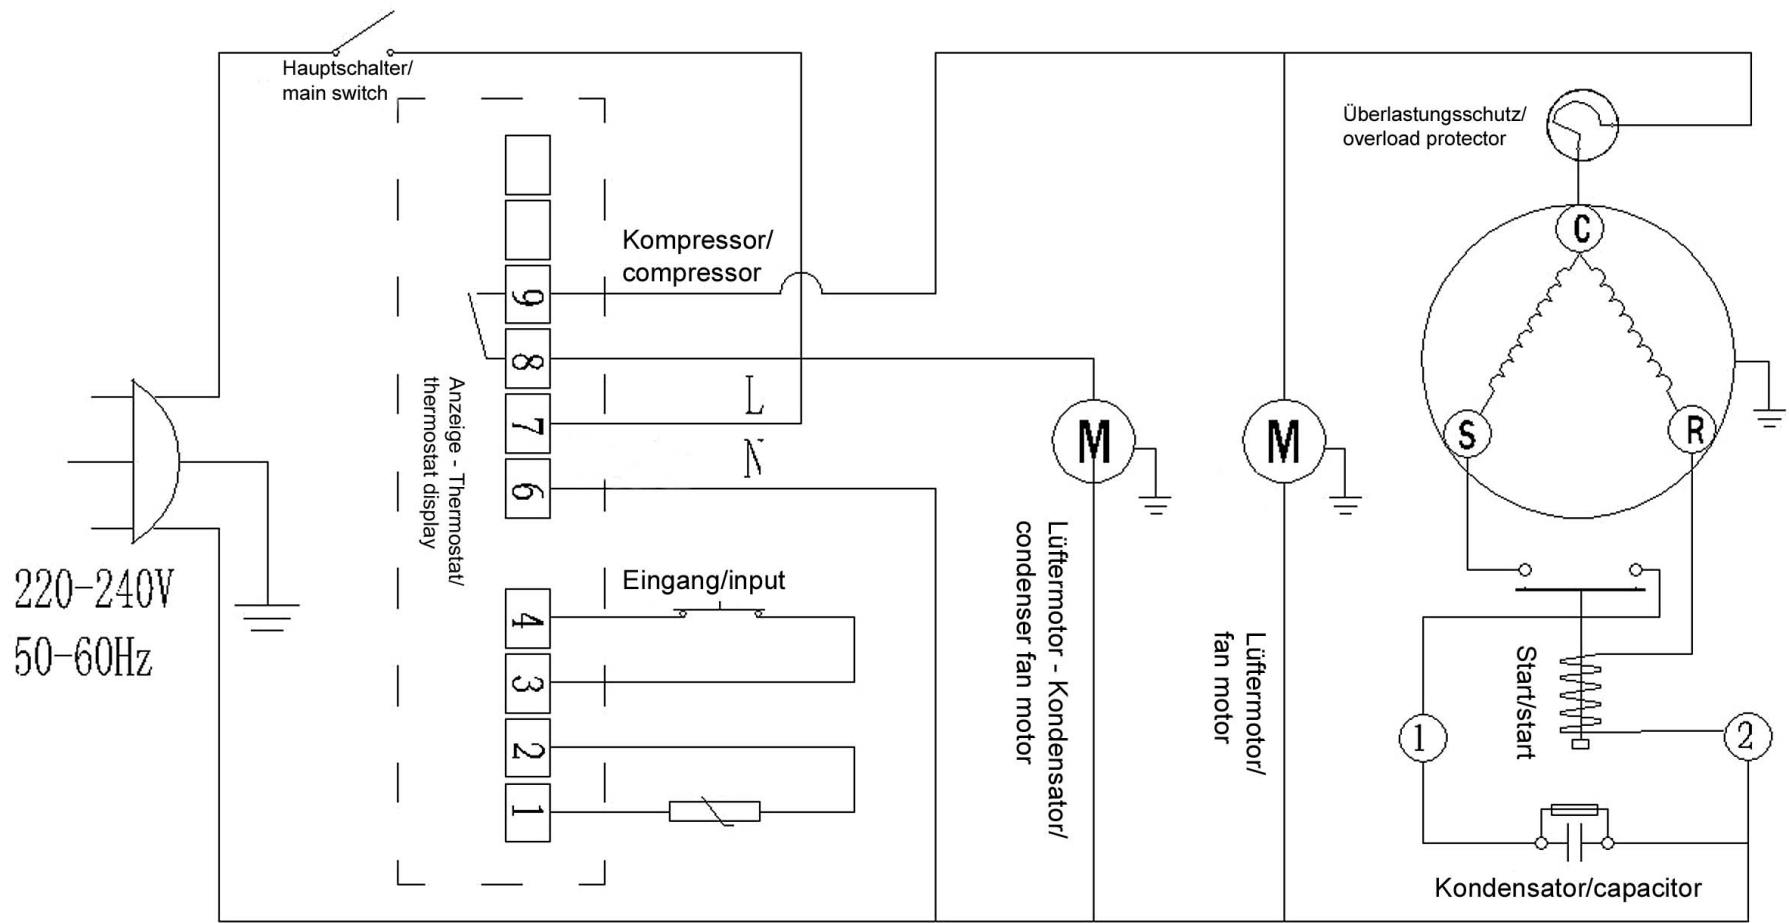 Hauptschalter/
main switch
Überlastungsschutz/
overload protector
Kompressor/
compressor
C
9
8
7
6
L
N
Anzeige - Thermostat/
thermostat display
M
M
S
R
220-240V
50-60Hz
Eingang/input
4
3
2
1
Lüftermotor - Kondensator/
condenser fan motor
Lüftermotor/
fan motor
Start/start
1
2
Kondensator/capacitor